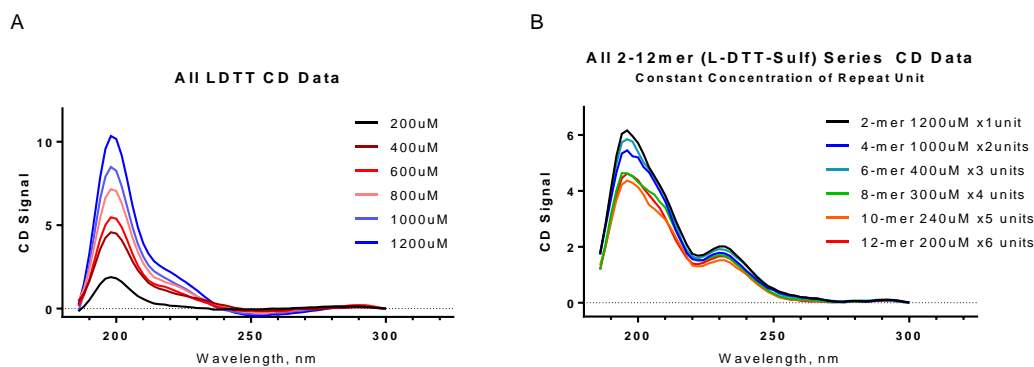 A
All LDTT CD Data
CD Signal
10
5
0
200
250
300
Wavelength, nm
200uM
400uM
600uM
800uM
1000uM
1200uM
B
All 2-12mer (L-DTT-Sulf) Series CD Data
Constant Concentration of Repeat Unit
CD Signal
6
4
2
0
200
250
300
Wavelength, nm
2-mer 1200uM x1unit
4-mer 1000uM x2units
6-mer 400uM x3 units
8-mer 300uM x4 units
10-mer 240uM x5 units
12-mer 200uM x6 units